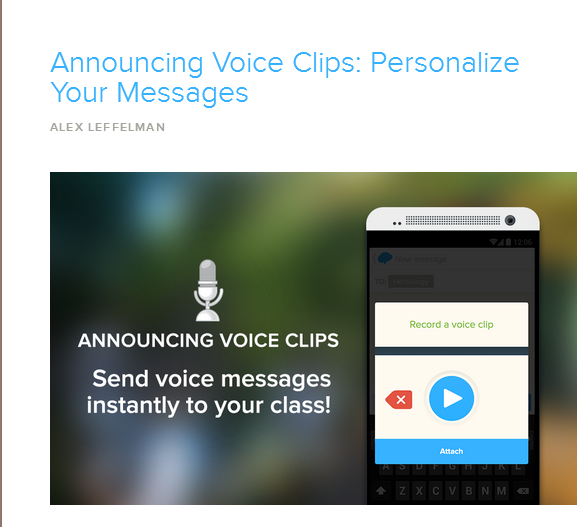 Announcing Voice Clips: Personalize
Your Messages
ALEX LEFFELMAN
12:05
New message
ANNOUNCING VOICE CLIPS
Send voice messages
instantly to your class!
Record a voice clip
Attach
A S D F G H J K L
Z X C V B N M